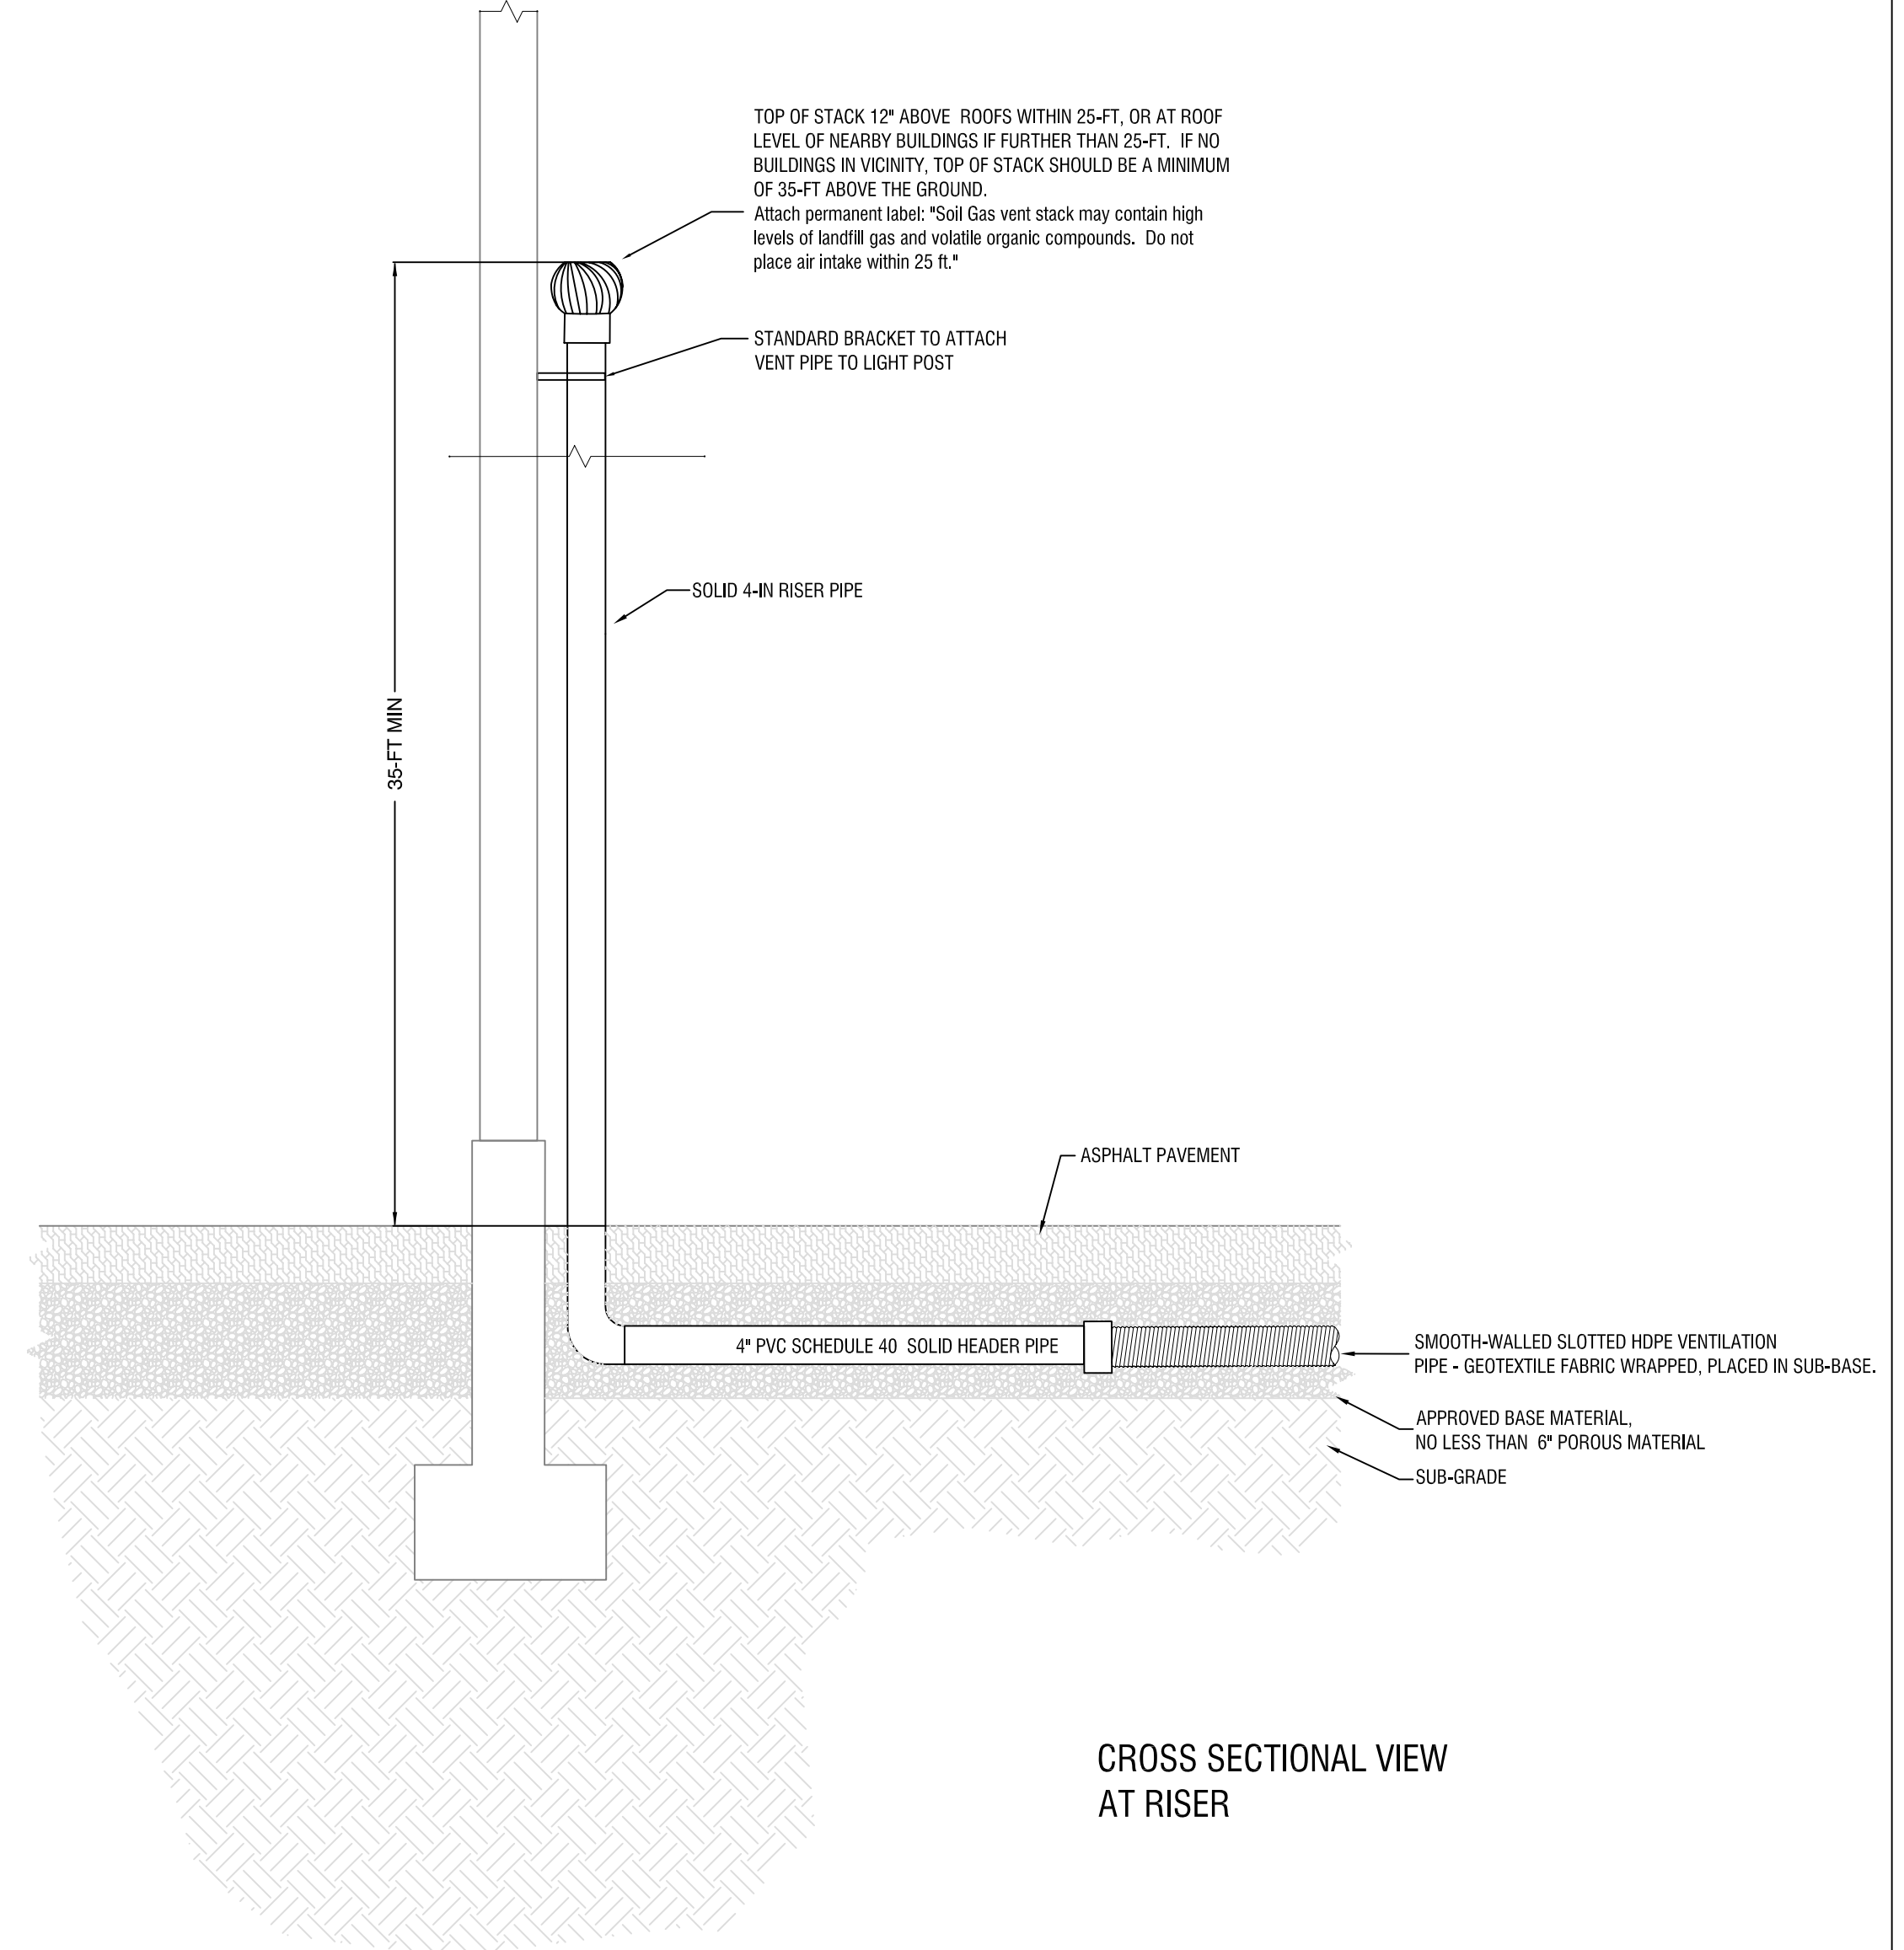 TOP OF STACK 12" ABOVE ROOFS WITHIN 25-FT, OR AT ROOF
LEVEL OF NEARBY BUILDINGS IF FURTHER THAN 25-FT. IF NO
BUILDINGS IN VICINITY, TOP OF STACK SHOULD BE A MINIMUM
OF 35-FT ABOVE THE GROUND.
Attach permanent label: "Soil Gas vent stack may contain high
levels of landfill gas and volatile organic compounds. Do not
place air intake within 25 ft."
STANDARD BRACKET TO ATTACH
VENT PIPE TO LIGHT POST
SOLID 4-IN RISER PIPE
35-FT MIN
ASPHALT PAVEMENT
4" PVC SCHEDULE 40 SOLID HEADER PIPE
SMOOTH-WALLED SLOTTED HDPE VENTILATION
PIPE - GEOTEXTILE FABRIC WRAPPED, PLACED IN SUB-BASE.
APPROVED BASE MATERIAL,
NO LESS THAN 6" POROUS MATERIAL
SUB-GRADE
CROSS SECTIONAL VIEW
AT RISER